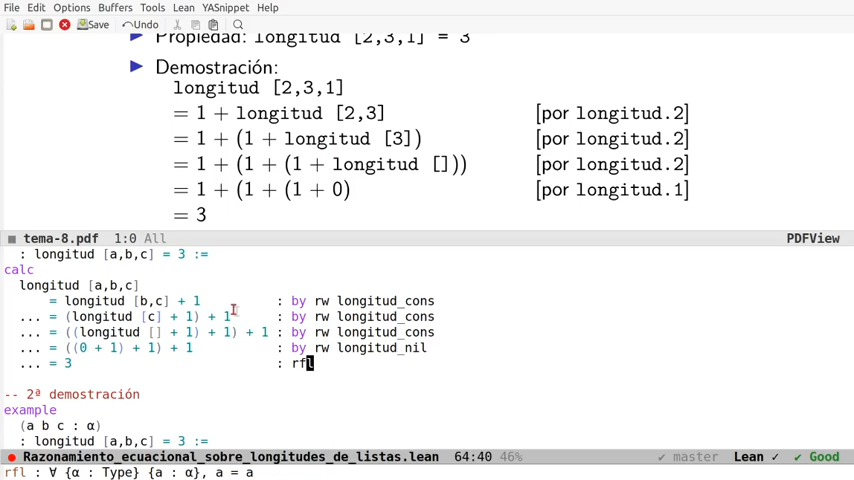 File Edit Options Buffers Tools Lean YASnippet Help
Save Undo
Propiedad: longitud [2,3,1] = 3
Demostración:
longitud [2,3,1]
= 1 + longitud [2,3] [por longitud.2]
= 1 + (1 + longitud [3]) [por longitud.2]
= 1 + (1 + (1 + longitud [])) [por longitud.2]
= 1 + (1 + (1 + 0) [por longitud.1]
= 3
tema-8.pdf 1:0 All PDFView
: longitud [a,b,c] = 3 :=
calc
longitud [a,b,c]
= longitud [b,c] + 1 : by rw longitud_cons
... = (longitud [c] + 1) + 1 : by rw longitud_cons
... = ((longitud [] + 1) + 1) + 1 : by rw longitud_cons
... = ((0 + 1) + 1) + 1 : by rw longitud_nil
... = 3 : rfl
-- 2ª demostración
example
(a b c : α)
: longitud [a,b,c] = 3 :=
Razonamiento_ecuacional_sobre_longitudes_de_listas.lean 64:40 46% ✓ master Lean ✓ ✓ Good
rfl : ∀ {α : Type} {a : α}, a = a